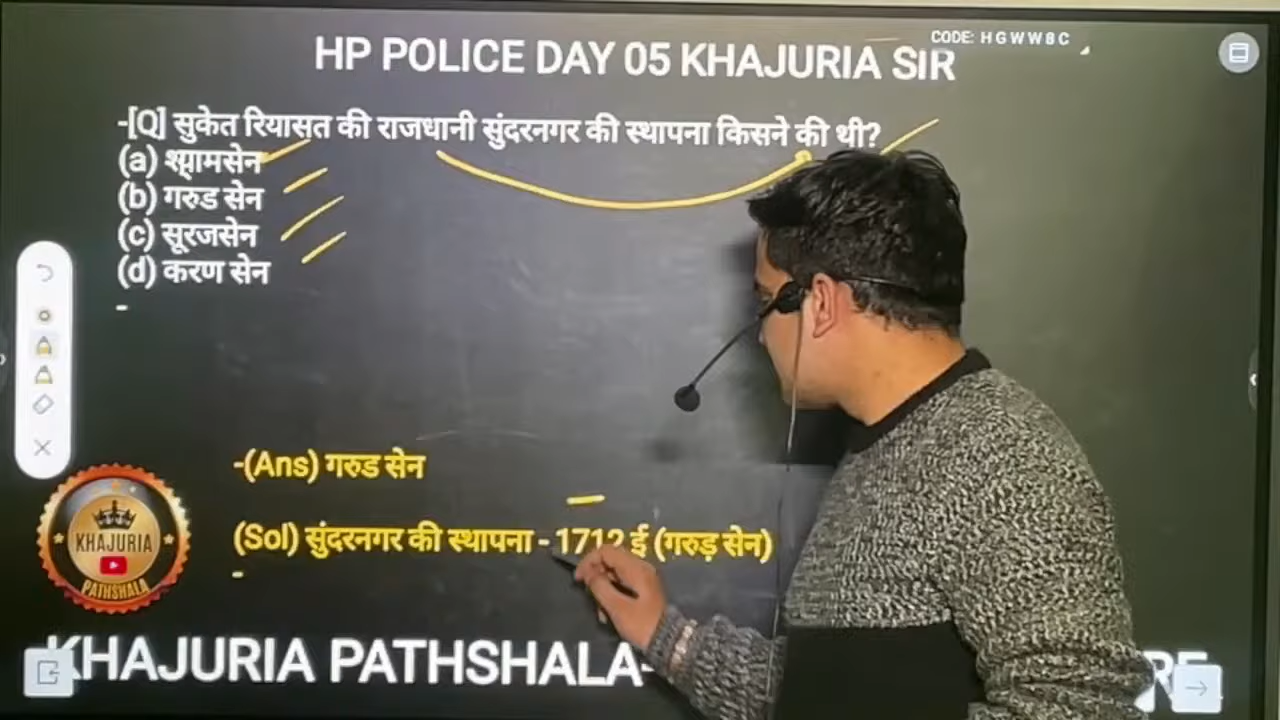 CODE: HGWW8C
HP POLICE DAY 05 KHAJURIA SIR
-[Q] सुकेत रियासत की राजधानी सुंदरनगर की स्थापना किसने की थी?
(a) श्यामसेन
(b) गरुड सेन
(c) सूरजसेन
(d) करण सेन
-
-(Ans) गरुड सेन
(Sol) सुंदरनगर की स्थापना - 1712 ई (गरुड़ सेन)
-
KHAJURIA
PATHSHALA
KHAJURIA PATHSHALA-